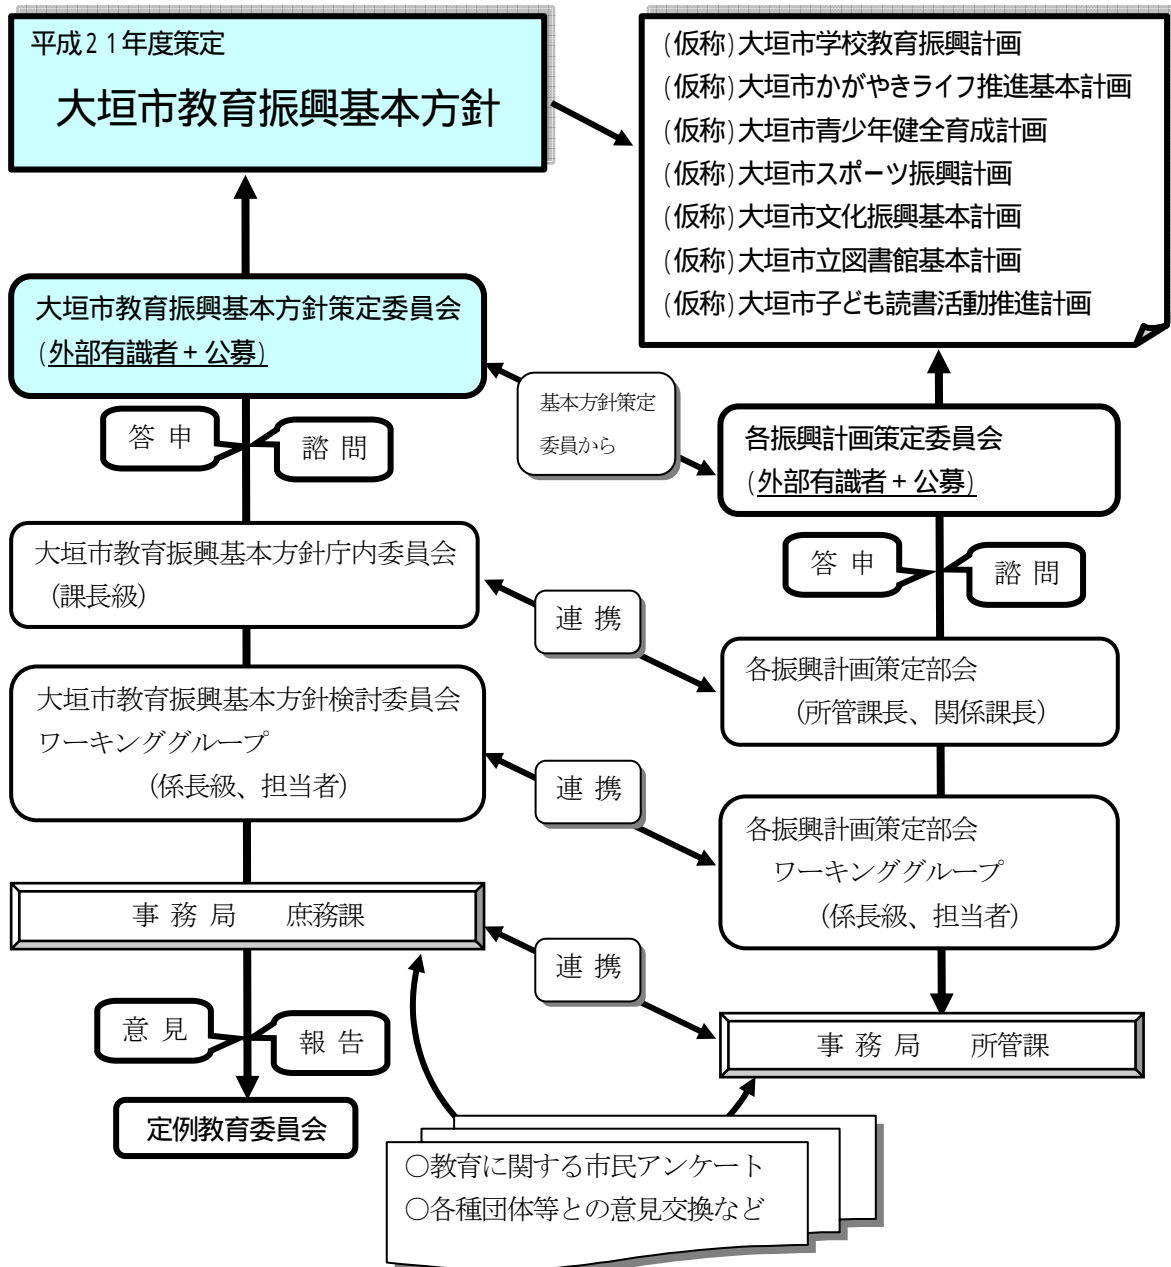 平成21年度策定
大垣市教育振興基本方針
(仮称)大垣市学校教育振興計画
(仮称)大垣市かがやきライフ推進基本計画
(仮称)大垣市青少年健全育成計画
(仮称)大垣市スポーツ振興計画
(仮称)大垣市文化振興基本計画
(仮称)大垣市立図書館基本計画
(仮称)大垣市子ども読書活動推進計画
大垣市教育振興基本方針策定委員会
(外部有識者+公募)
基本方針策定
委員から
各振興計画策定委員会
(外部有識者+公募)
答 申
諮 問
答 申
諮 問
大垣市教育振興基本方針庁内委員会
(課長級)
連 携
各振興計画策定部会
(所管課長、関係課長)
大垣市教育振興基本方針検討委員会
ワーキンググループ
(係長級、担当者)
連 携
各振興計画策定部会
ワーキンググループ
(係長級、担当者)
事 務 局 庶務課
連 携
事 務 局 所管課
意 見
報 告
定例教育委員会
○教育に関する市民アンケート
○各種団体等との意見交換など